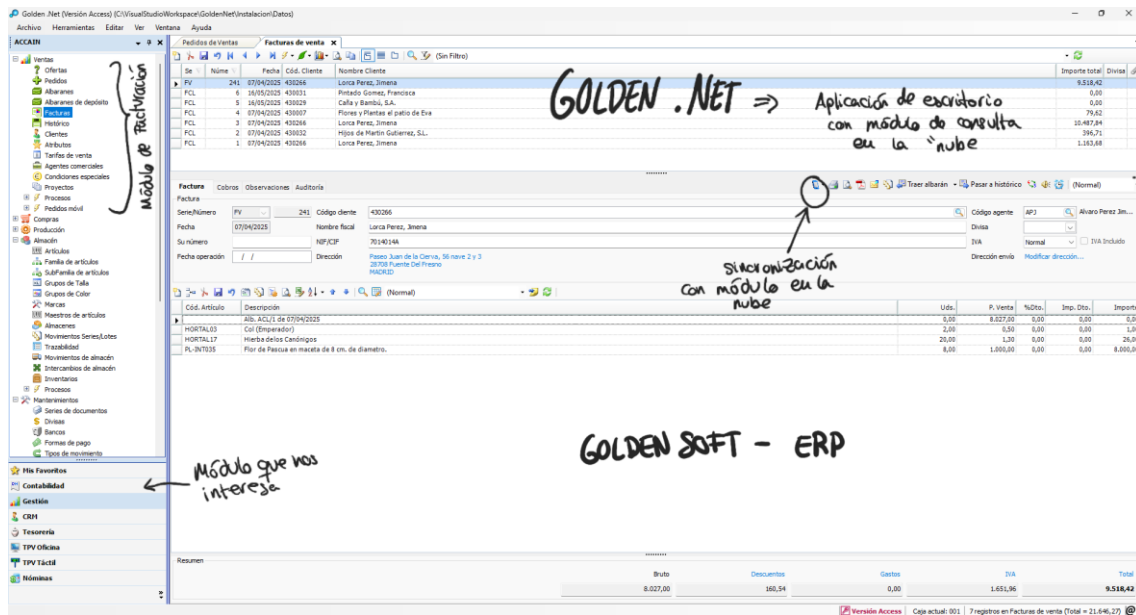 Golden .Net (Versión Access) (C:\VisualStudioWorkspace\GoldenNet\Instalacion\Datos)
Archivo Herramientas Editar Ver Ventana Ayuda
ACCAIN
Ventas
Ofertas
Pedidos
Albaranes
Albaranes de depósito
Facturas
Histórico
Clientes
Atributos
Tarifas de venta
Agentes comerciales
Condiciones especiales
Proyectos
Procesos
Pedidos móvil
Compras
Producción
Almacén
Artículos
Familia de artículos
SubFamilia de artículos
Grupos de Talla
Grupos de Color
Marcas
Maestros de artículos
Almacenes
Movimientos Series/Lotes
Trazabilidad
Movimientos de almacén
Intercambios de almacén
Inventarios
Procesos
Mantenimientos
Series de documentos
Divisas
Bancos
Formas de pago
Tipos de movimiento
Módulo de Facturación
Mis Favoritos
Contabilidad
Gestión
CRM
Tesorería
TPV Oficina
TPV Táctil
Nóminas
Módulo que nos
interesa
Pedidos de Ventas Facturas de venta
(Sin Filtro)
Se Núme Fecha Cód. Cliente Nombre Cliente Importe total Divisa
FV 241 07/04/2025 430266 Lorca Perez, Jimena 9.518,42
FCL 6 16/05/2025 430031 Pintado Gomez, Francisca 0,00
FCL 5 16/05/2025 430029 Caña y Bambú, S.A. 0,00
FCL 4 07/04/2025 430007 Flores y Plantes el patio de Eva 79,62
FCL 3 07/04/2025 430266 Lorca Perez, Jimena 10.487,84
FCL 2 07/04/2025 430032 Hijos de Martin Gutierrez, S.L. 396,71
FCL 1 07/04/2025 430266 Lorca Perez, Jimena 1.163,68
GOLDEN .NET => Aplicación de escritorio
con módulo de consulta
en la "nube
Factura Cobros Observaciones Auditoría
Traer albarán Pasar a histórico (Normal)
Factura
Serie/Número FV 241 Código cliente 430266 Código agente APJ Alvaro Perez Jim...
Fecha 07/04/2025 Nombre fiscal Lorca Perez, Jimena Divisa
Su número NIF/CIF 7014014A IVA Normal IVA Incluido
Fecha operación / / Dirección Paseo Juan de la Cierva, 56 nave 2 y 3 Dirección envío Modificar dirección...
28708 Fuente Del Fresno
MADRID
sincronización
con módulo en la
nube
(Normal)
Cód. Artículo Descripción Uds. P. Venta %Dto. Imp. Dto. Importe
Alb. ACL/1 de 07/04/2025 0,00 8.027,00 0,00 0,00 0,0
HORTAL03 Col (Emperador) 2,00 0,50 0,00 0,00 1,0
HORTAL17 Hierba de los Canónigos 20,00 1,30 0,00 0,00 26,0
PL-INT035 Flor de Pascua en maceta de 8 cm. de diametro. 8,00 1.000,00 0,00 0,00 8.000,0
GOLDEN SOFT - ERP
Resumen
Bruto Descuentos Gastos IVA Total
8.027,00 160,54 0,00 1.651,96 9.518,42
Versión Access Caja actual: 001 7 registros en Facturas de venta (Total = 21.646,27)